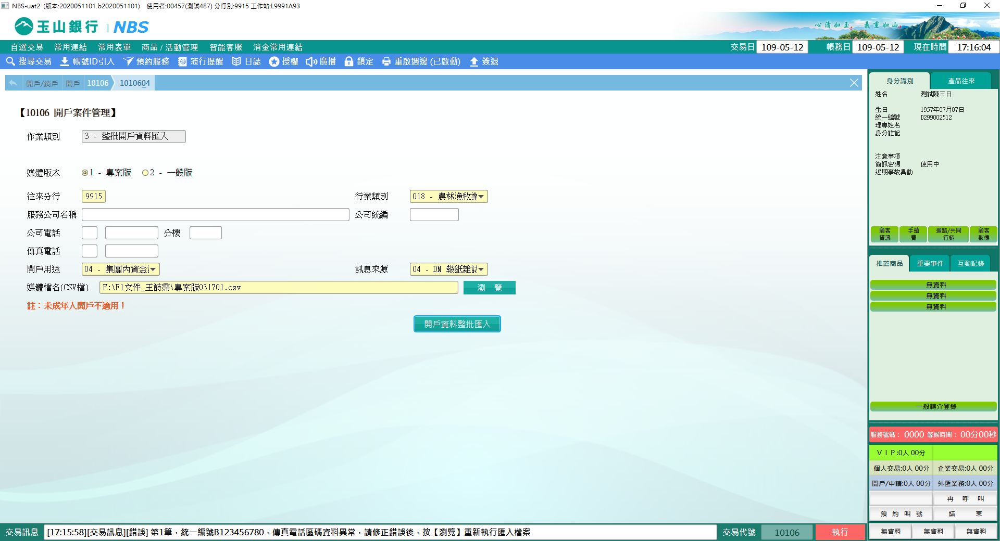 NBS-uat2 (版本:2020051101.b2020051101) 使用者:00457(測試487) 分行別:9915 工作站:L9991A93
玉山銀行 | NBS
心清如玉, 義重如山
自選交易 常用連結 常用表單 商品 / 活動管理 智能客服 消金常用連結 交易日 109-05-12 帳務日 109-05-12 現在時間 17:16:04
搜尋交易 帳號ID引入 預約服務 蒞行提醒 日誌 授權 廣播 鎖定 重啟週邊 (已啟動) 簽退
開戶/銷戶 開戶 10106 1010604
【10106 開戶案件管理】
作業類別 3 - 整批開戶資料匯入
媒體版本 1 - 專案版 2 - 一般版
往來分行 9915 行業類別 018 - 農林漁牧業
服務公司名稱 公司統編
公司電話 分機
傳真電話
開戶用途 04 - 集團內資金 訊息來源 04 - DM 報紙雜誌
媒體檔名(CSV檔) F:\F1文件_王詩霈\專案版031701.csv 瀏 覽
註：未成年人開戶不適用！
開戶資料整批匯入
身分識別 產品往來
姓名 測試陳三日
生日 1957年07月07日
統一編號 D299002512
理專姓名
身分註記
注意事項
簡訊密碼 使用中
近期事故異動
顧客資訊 手續費 通路/共同行銷 顧客影像
推薦商品 重要事件 互動記錄
無資料
無資料
無資料
一般轉介登錄
服務號碼： 0000 等候時間： 00分00秒
ＶＩＰ:0人 00分
個人交易:0人 00分 企業交易:0人 00分
開戶/申請:0人 00分 外匯業務:0人 00分
再 呼 叫
預 約 叫 號 結 束
無資料 無資料 無資料
交易訊息 [17:15:58][交易訊息][錯誤] 第1筆，統一編號B123456780，傳真電話區碼資料異常，請修正錯誤後，按【瀏覽】重新執行匯入檔案 交易代號 10106 執行